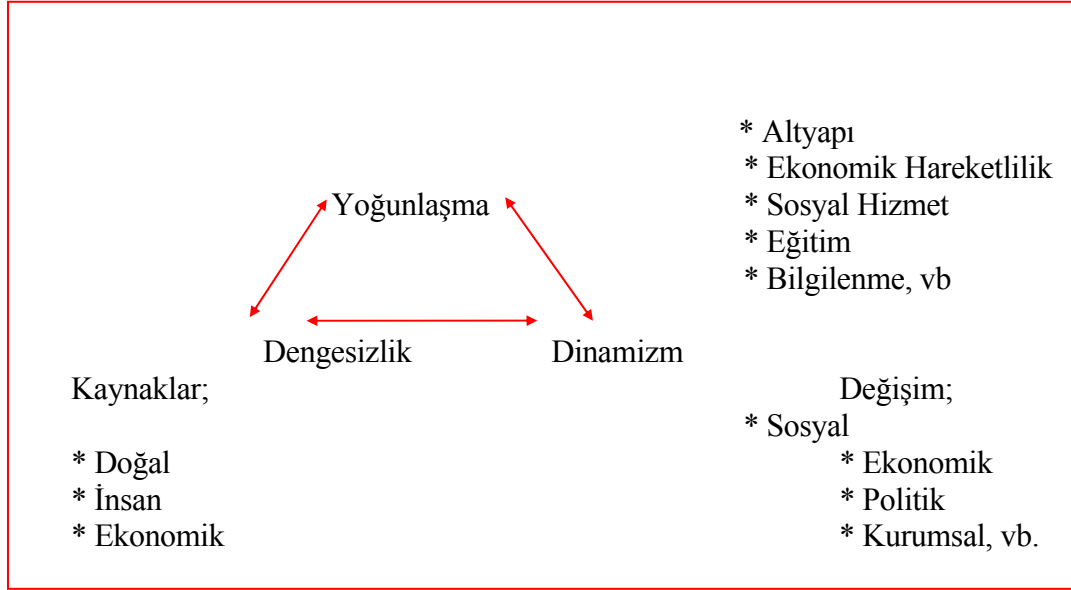 * Altyapı
* Ekonomik Hareketlilik
Yoğunlaşma
* Sosyal Hizmet
* Eğitim
* Bilgilenme, vb
Dengesizlik
Dinamizm
Kaynaklar;
Değişim;
* Sosyal
* Doğal
* Ekonomik
* İnsan
* Politik
* Ekonomik
* Kurumsal, vb.